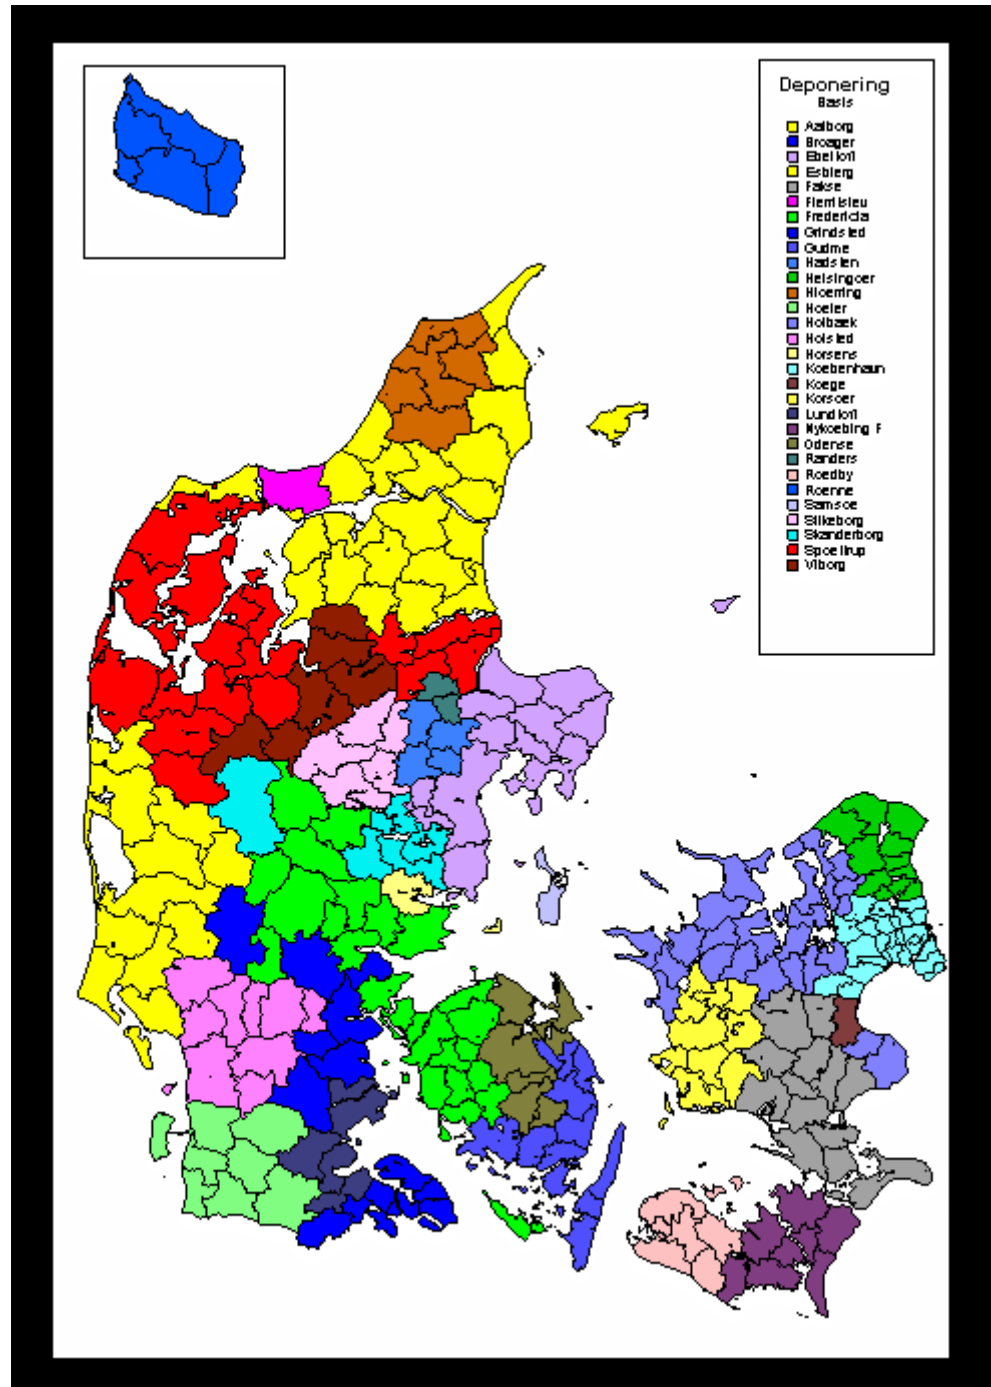 Deponering
Basis
Aalborg
Broager
Ebeltoft
Esbjerg
Fakse
Fjerritslev
Fredericia
Grindsted
Gudme
Hadsten
Helsingoer
Hjoerring
Hoejer
Holbaek
Holsted
Horsens
Koebenhavn
Koege
Korsoer
Lundtoft
Nykoebing F
Odense
Randers
Roedby
Roenne
Samsoe
Silkeborg
Skanderborg
Spoettrup
Viborg